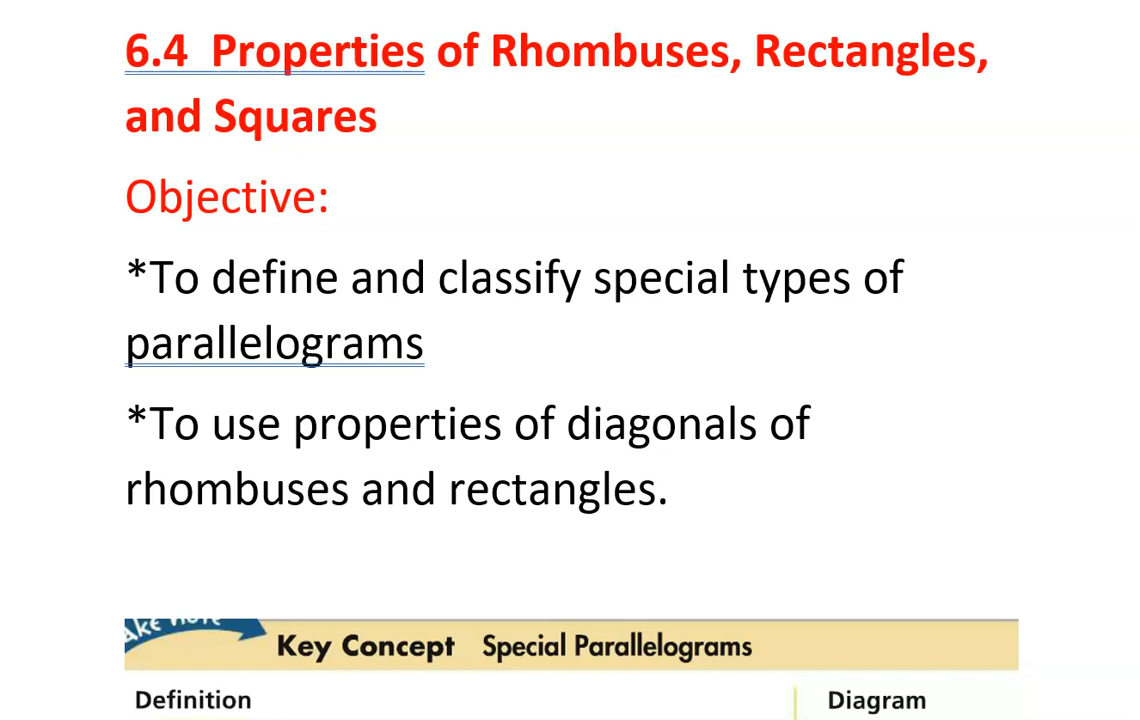 6.4 Properties of Rhombuses, Rectangles,
and Squares
Objective:
*To define and classify special types of
parallelograms
*To use properties of diagonals of
rhombuses and rectangles.
Key Concept Special Parallelograms
Definition
Diagram